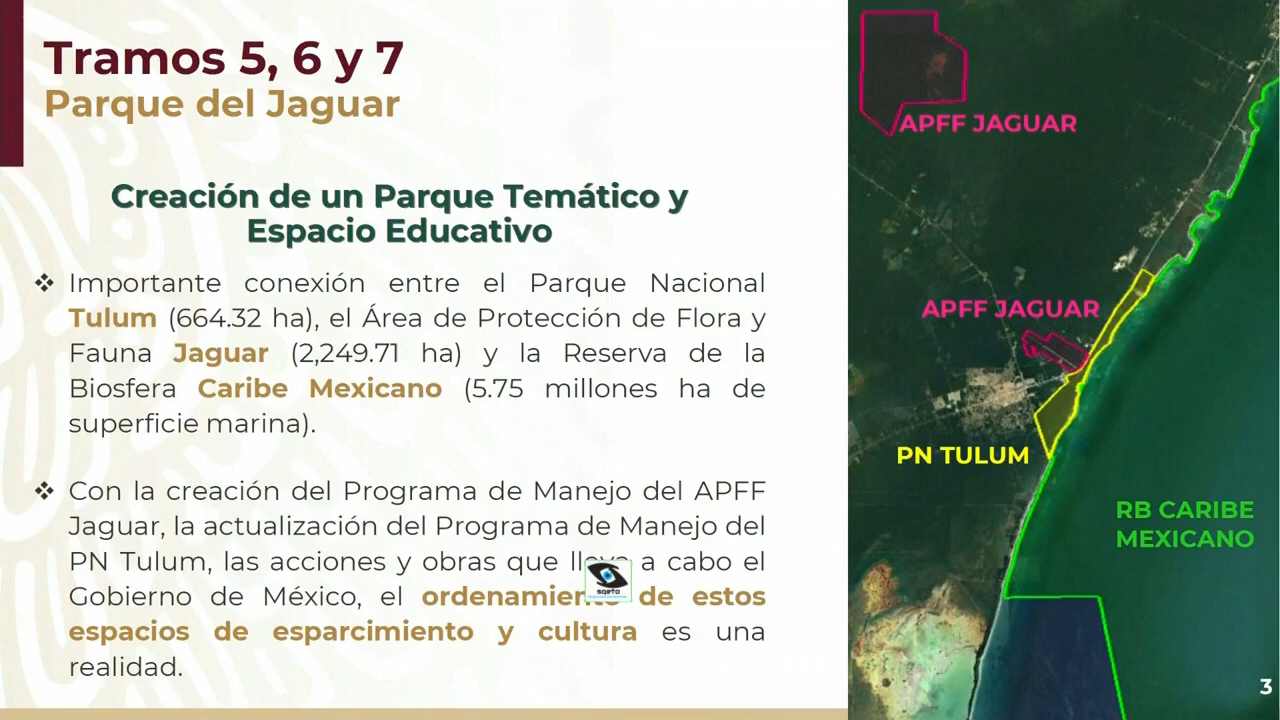 Tramos 5, 6 y 7
Parque del Jaguar
Creación de un Parque Temático y
Espacio Educativo
❖ Importante conexión entre el Parque Nacional
Tulum (664.32 ha), el Área de Protección de Flora y
Fauna Jaguar (2,249.71 ha) y la Reserva de la
Biosfera Caribe Mexicano (5.75 millones ha de
superficie marina).
❖ Con la creación del Programa de Manejo del APFF
Jaguar, la actualización del Programa de Manejo del
PN Tulum, las acciones y obras que lleva a cabo el
Gobierno de México, el ordenamiento de estos
espacios de esparcimiento y cultura es una
realidad.
APFF JAGUAR
APFF JAGUAR
PN TULUM
RB CARIBE
MEXICANO
3